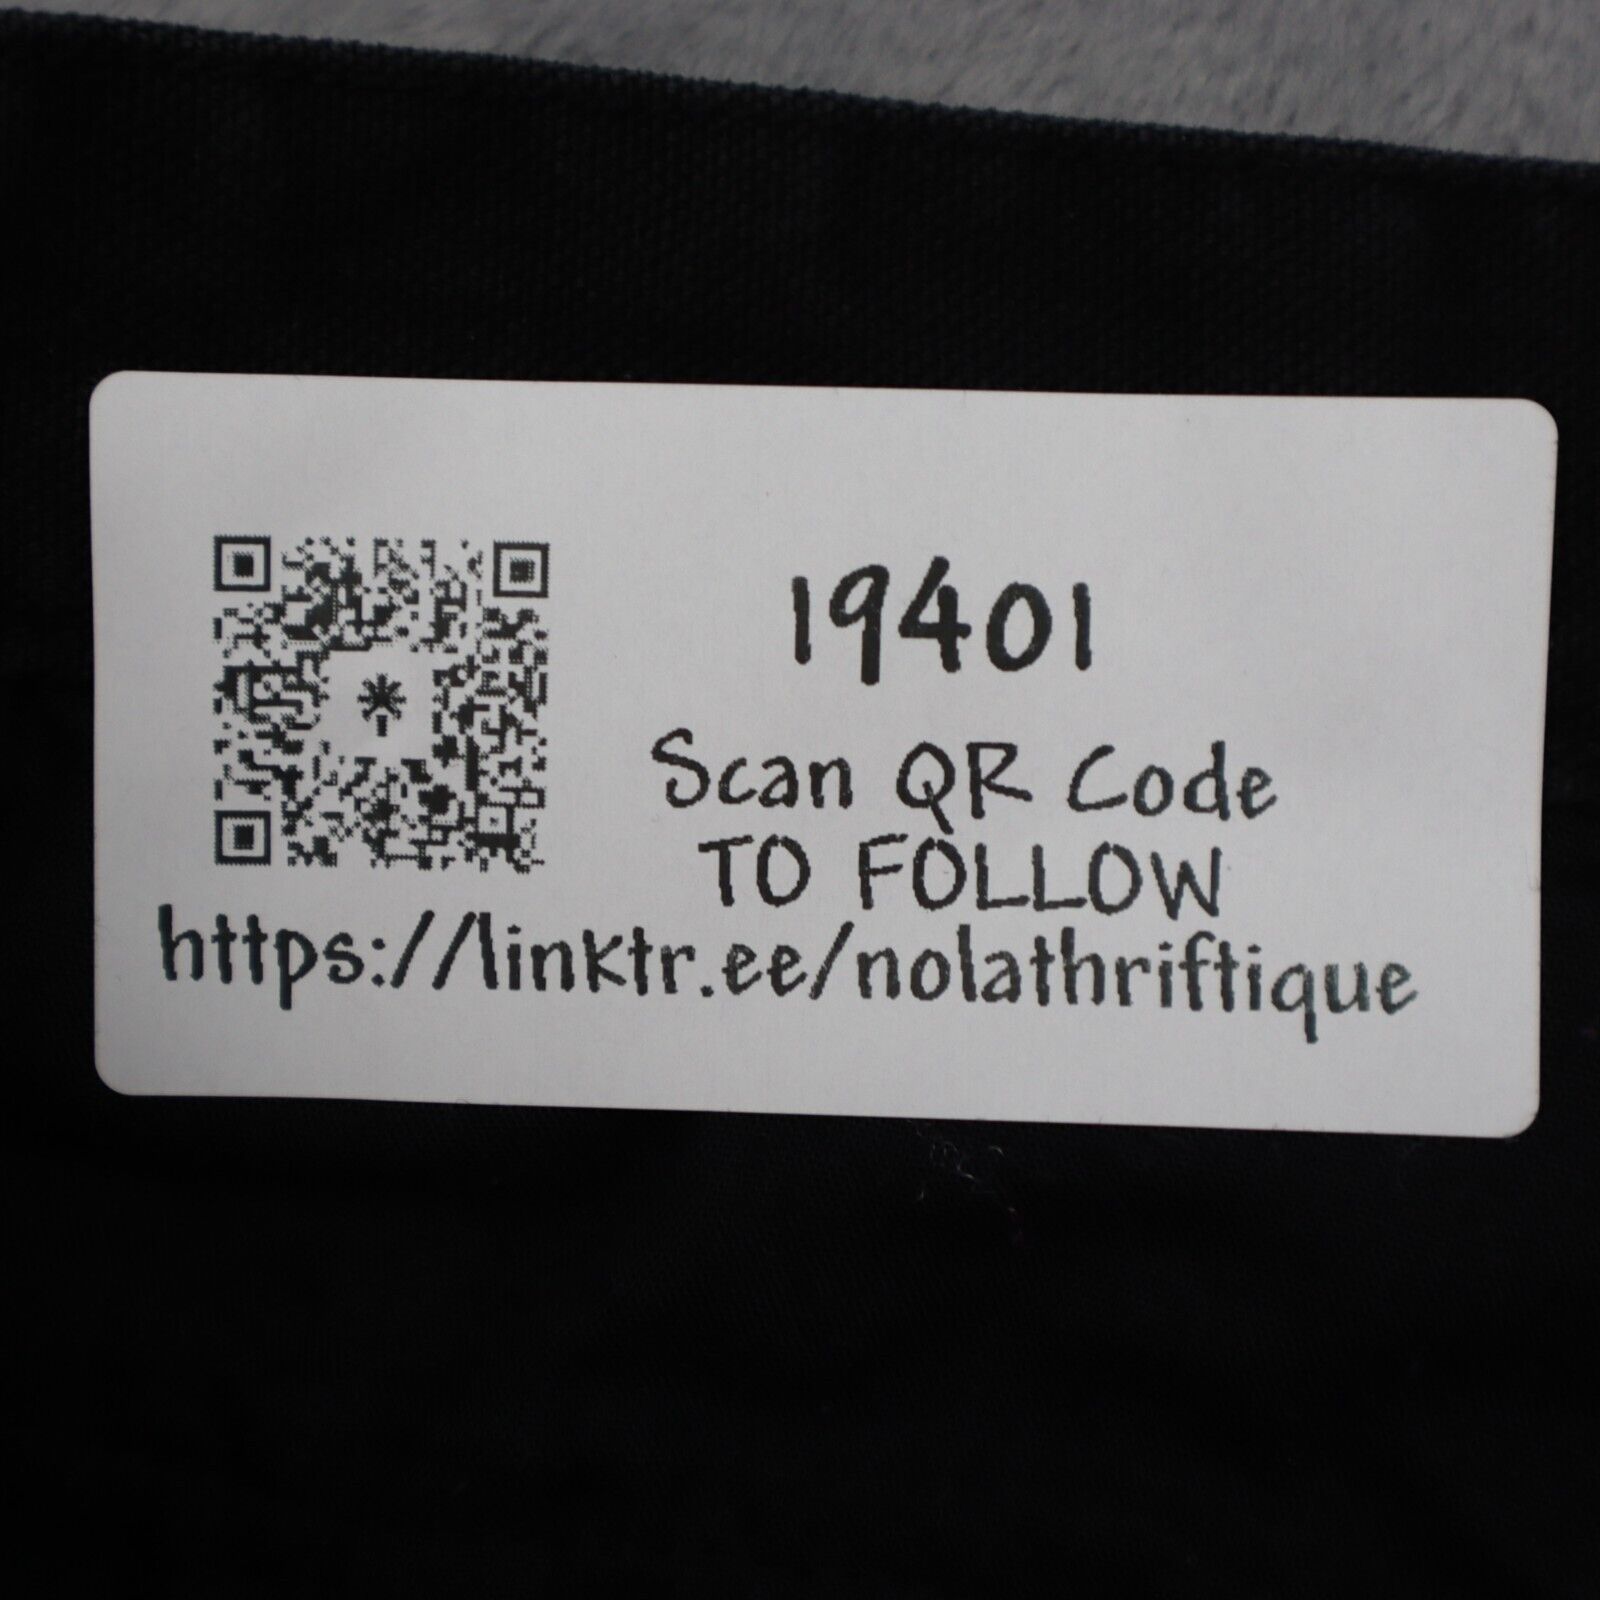 19401
Scan QR Code
TO FOLLOW
https://linktr.ee/nolathriftique